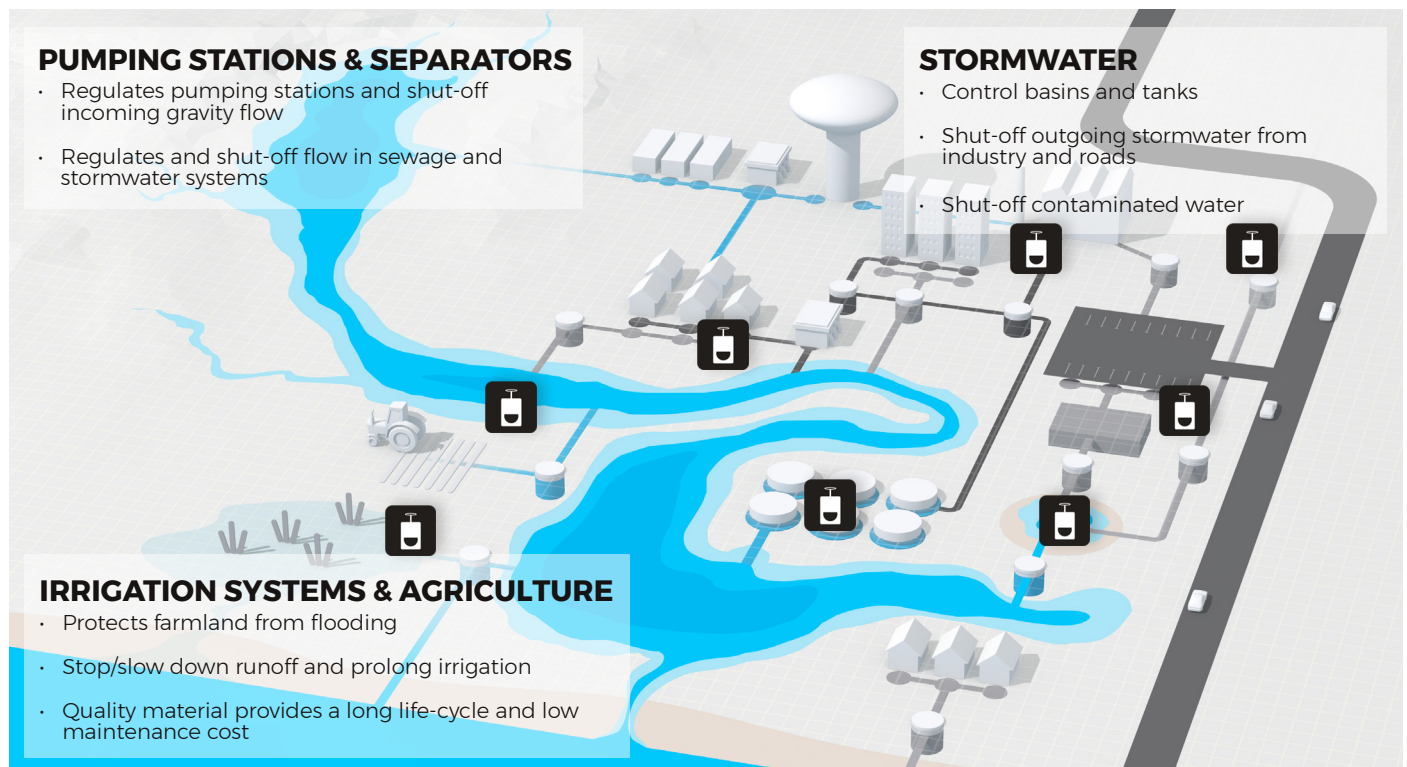 PUMPING STATIONS & SEPARATORS
• Regulates pumping stations and shut-off
incoming gravity flow
• Regulates and shut-off flow in sewage and
stormwater systems
STORMWATER
• Control basins and tanks
• Shut-off outgoing stormwater from
industry and roads
• Shut-off contaminated water
IRRIGATION SYSTEMS & AGRICULTURE
• Protects farmland from flooding
• Stop/slow down runoff and prolong irrigation
• Quality material provides a long life-cycle and low
maintenance cost